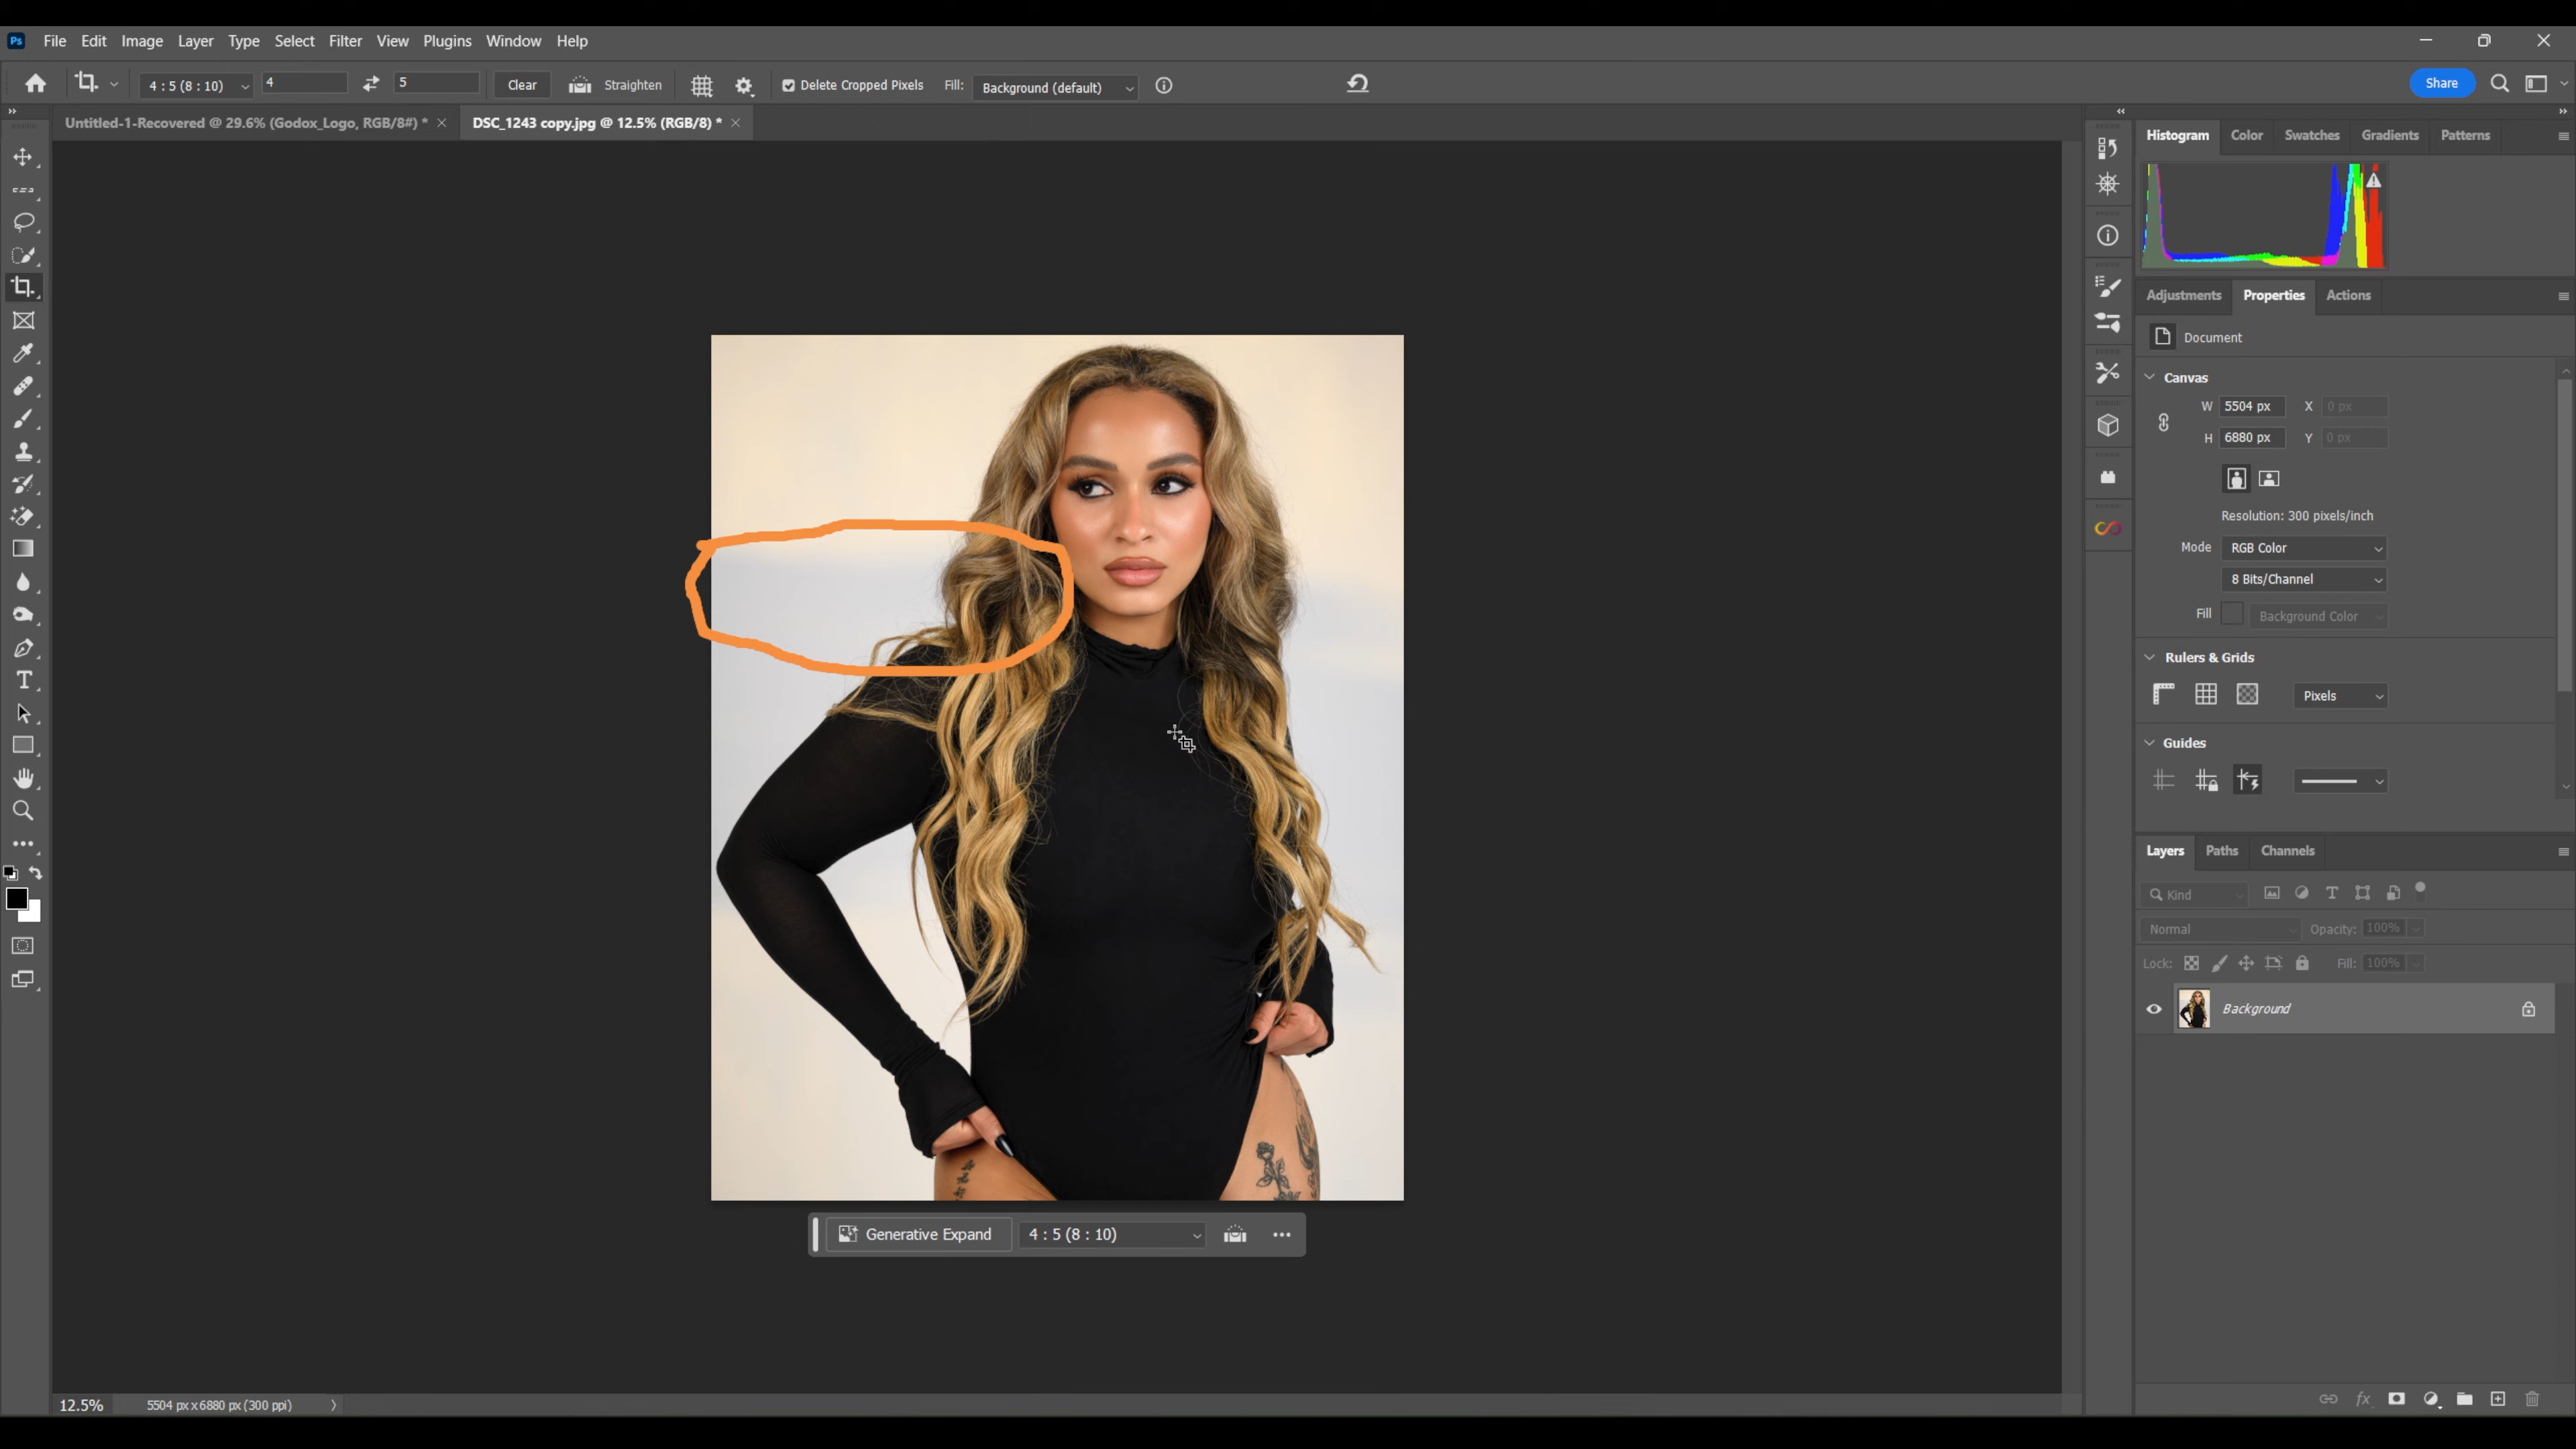 Ps File Edit Image Layer Type Select Filter View Plugins Window Help
4 : 5 (8 : 10) 4 5 Clear Straighten Delete Cropped Pixels Fill: Background (default) Share
Untitled-1-Recovered @ 29.6% (Godox_Logo, RGB/8#) * DSC_1243 copy.jpg @ 12.5% (RGB/8) *
Histogram Color Swatches Gradients Patterns
Adjustments Properties Actions
Document
Canvas
W 5504 px X 0 px
H 6880 px Y 0 px
Resolution: 300 pixels/inch
Mode RGB Color
8 Bits/Channel
Fill Background Color
Rulers & Grids
Pixels
Guides
Layers Paths Channels
Kind
Normal Opacity: 100%
Lock: Fill: 100%
Background
Generative Expand 4 : 5 (8 : 10)
12.5% 5504 px x 6880 px (300 ppi)